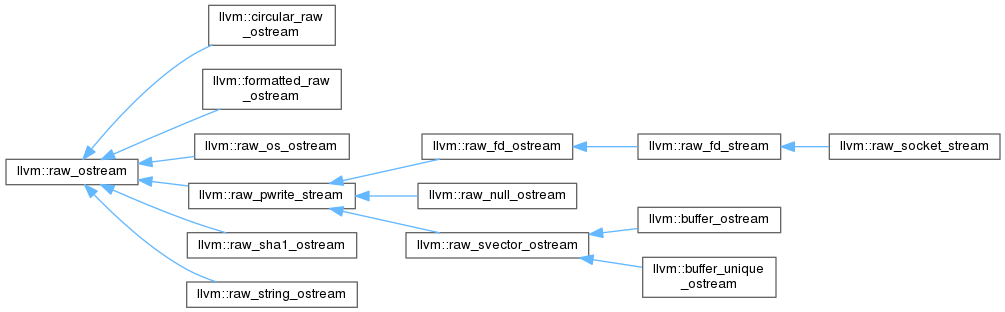 llvm::circular_raw
_ostream
llvm::formatted_raw
_ostream
llvm::raw_os_ostream
llvm::raw_fd_ostream
llvm::raw_fd_stream
llvm::raw_socket_stream
llvm::raw_ostream
llvm::raw_pwrite_stream
llvm::raw_null_ostream
llvm::buffer_ostream
llvm::raw_sha1_ostream
llvm::raw_svector_ostream
llvm::buffer_unique
_ostream
llvm::raw_string_ostream